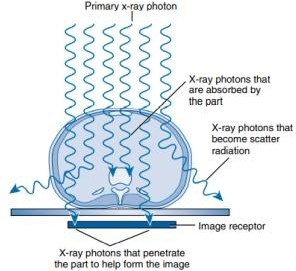 Primary x-ray photon
X-ray photons that
are absorbed by
the part
X-ray photons that
become scatter
radiation
Image receptor
X-ray photons that penetrate
the part to help form the image